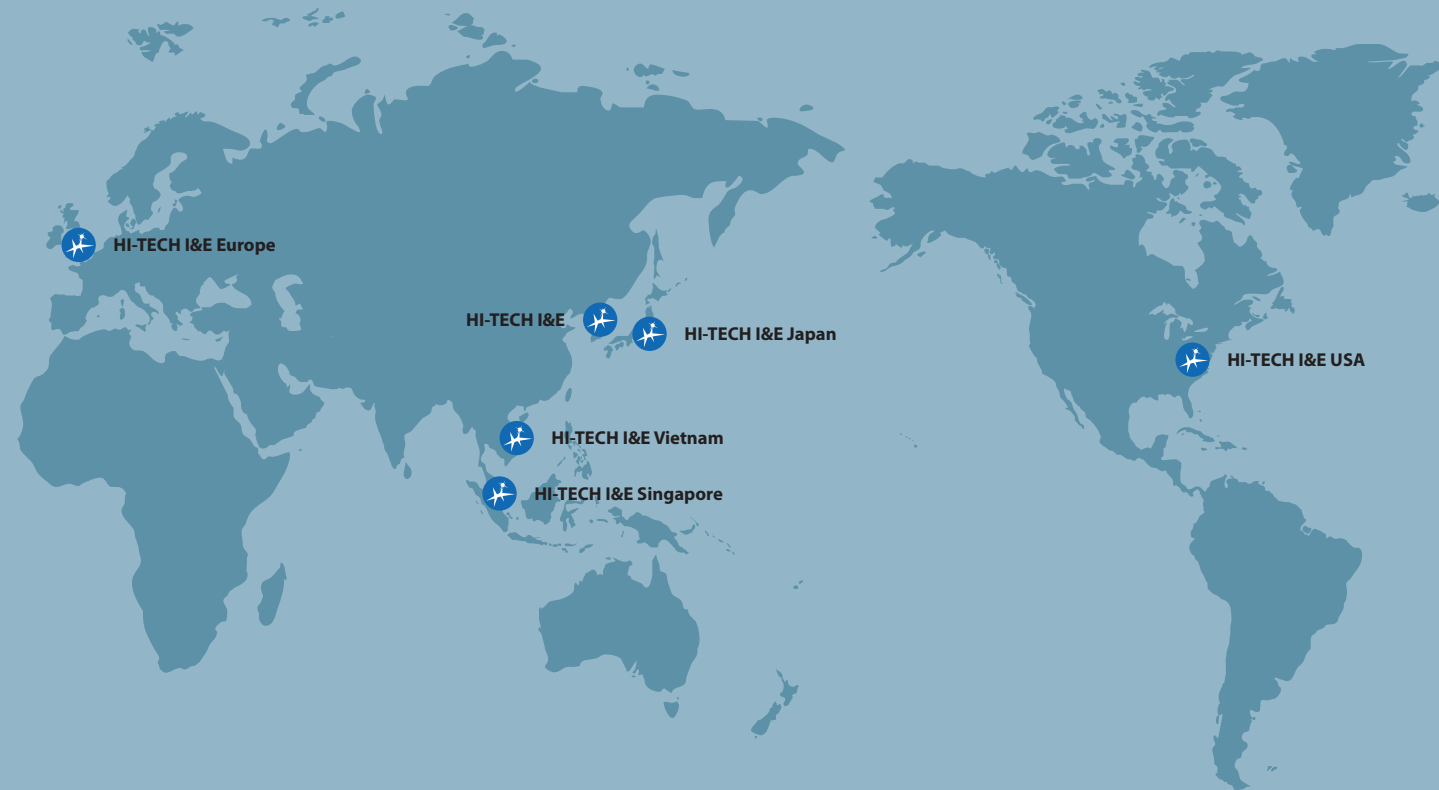 HI-TECH I&E Europe
HI-TECH I&E
HI-TECH I&E Japan
HI-TECH I&E USA
HI-TECH I&E Vietnam
HI-TECH I&E Singapore